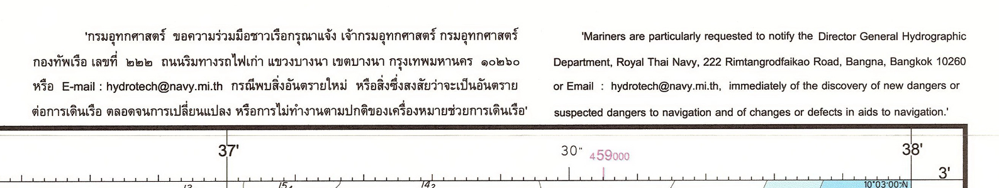 'กรมอุทกศาสตร์ ขอความร่วมมือชาวเรือกรุณาแจ้ง เจ้ากรมอุทกศาสตร์ กรมอุทกศาสตร์
กองทัพเรือ เลขที่ ๒๒๒ ถนนริมทางรถไฟเก่า แขวงบางนา เขตบางนา กรุงเทพมหานคร ๑๐๒๖๐
หรือ E-mail : hydrotech@navy.mi.th กรณีพบสิ่งอันตรายใหม่ หรือสิ่งซึ่งสงสัยว่าจะเป็นอันตราย
ต่อการเดินเรือ ตลอดจนการเปลี่ยนแปลง หรือการไม่ทำงานตามปกติของเครื่องหมายช่วยการเดินเรือ'
'Mariners are particularly requested to notify the Director General Hydrographic
Department, Royal Thai Navy, 222 Rimtangrodfaikao Road, Bangna, Bangkok 10260
or Email : hydrotech@navy.mi.th, immediately of the discovery of new dangers or
suspected dangers to navigation and of changes or defects in aids to navigation.'
37' 30" 459000 38'
3'
10°03'00"N